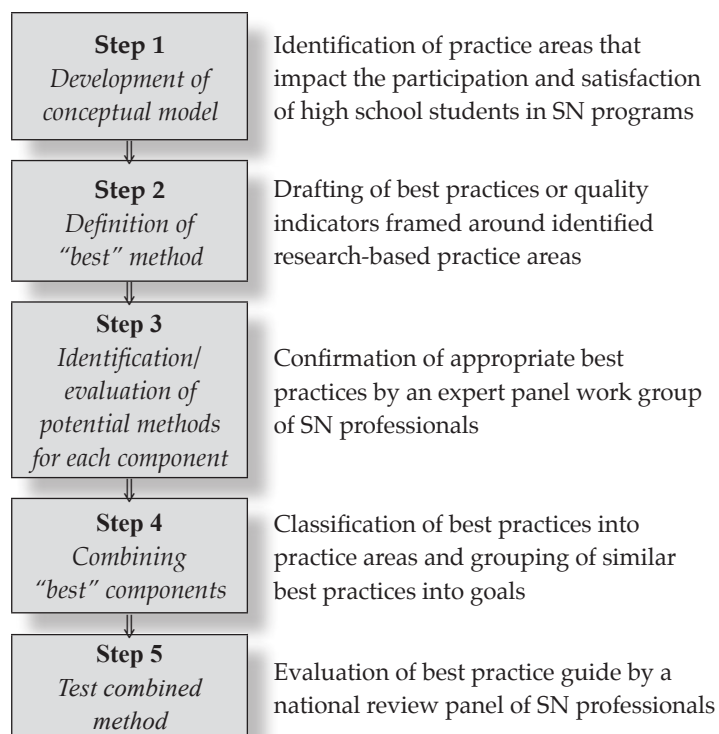 Step 1
Development of
conceptual model
Identification of practice areas that
impact the participation and satisfaction
of high school students in SN programs
Step 2
Definition of
“best” method
Drafting of best practices or quality
indicators framed around identified
research-based practice areas
Step 3
Identification/
evaluation of
potential methods
for each component
Confirmation of appropriate best
practices by an expert panel work group
of SN professionals
Step 4
Combining
“best” components
Classification of best practices into
practice areas and grouping of similar
best practices into goals
Step 5
Test combined
method
Evaluation of best practice guide by a
national review panel of SN professionals